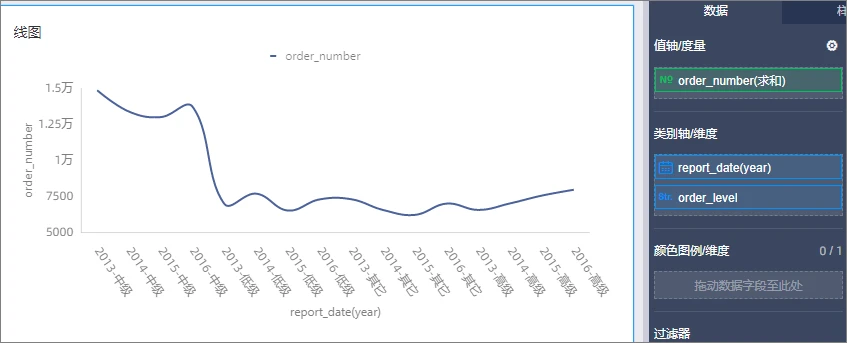 线图
order_number
1.5万
1.25万
1万
7500
5000
order_number
2013-中级
2014-中级
2015-中级
2016-中级
2013-低级
2014-低级
2015-低级
2016-低级
2013-其它
2014-其它
2015-其它
2016-其它
2013-高级
2014-高级
2015-高级
2016-高级
report_date(year)
数据
值轴/度量
№ order_number(求和)
类别轴/维度
report_date(year)
Str. order_level
颜色图例/维度 0 / 1
拖动数据字段至此处
过滤器